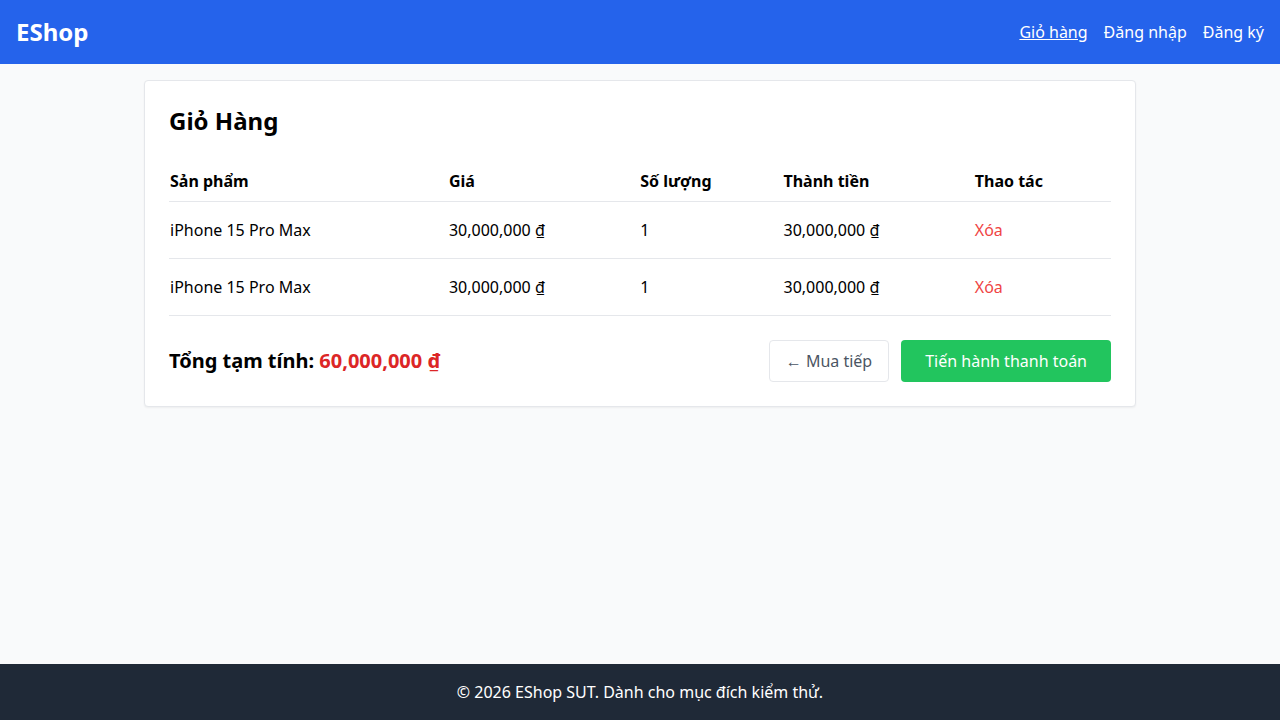 EShop
Giỏ hàng Đăng nhập Đăng ký
Giỏ Hàng
Sản phẩm Giá Số lượng Thành tiền Thao tác
iPhone 15 Pro Max 30,000,000 ₫ 1 30,000,000 ₫ Xóa
iPhone 15 Pro Max 30,000,000 ₫ 1 30,000,000 ₫ Xóa
Tổng tạm tính: 60,000,000 ₫
← Mua tiếp
Tiến hành thanh toán
© 2026 EShop SUT. Dành cho mục đích kiểm thử.